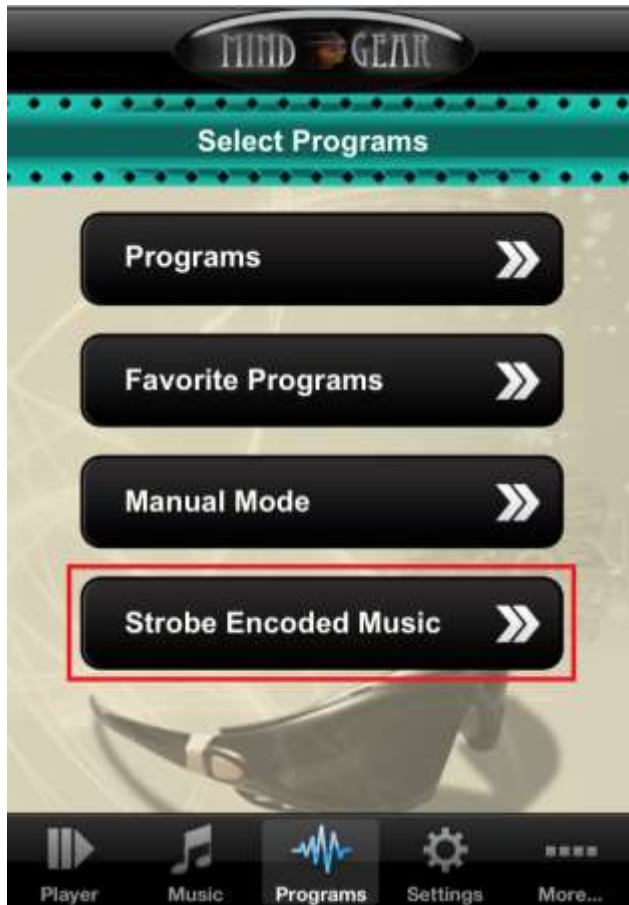 MIND GEAR
Select Programs
Programs
Favorite Programs
Manual Mode
Strobe Encoded Music
Player Music Programs Settings More...